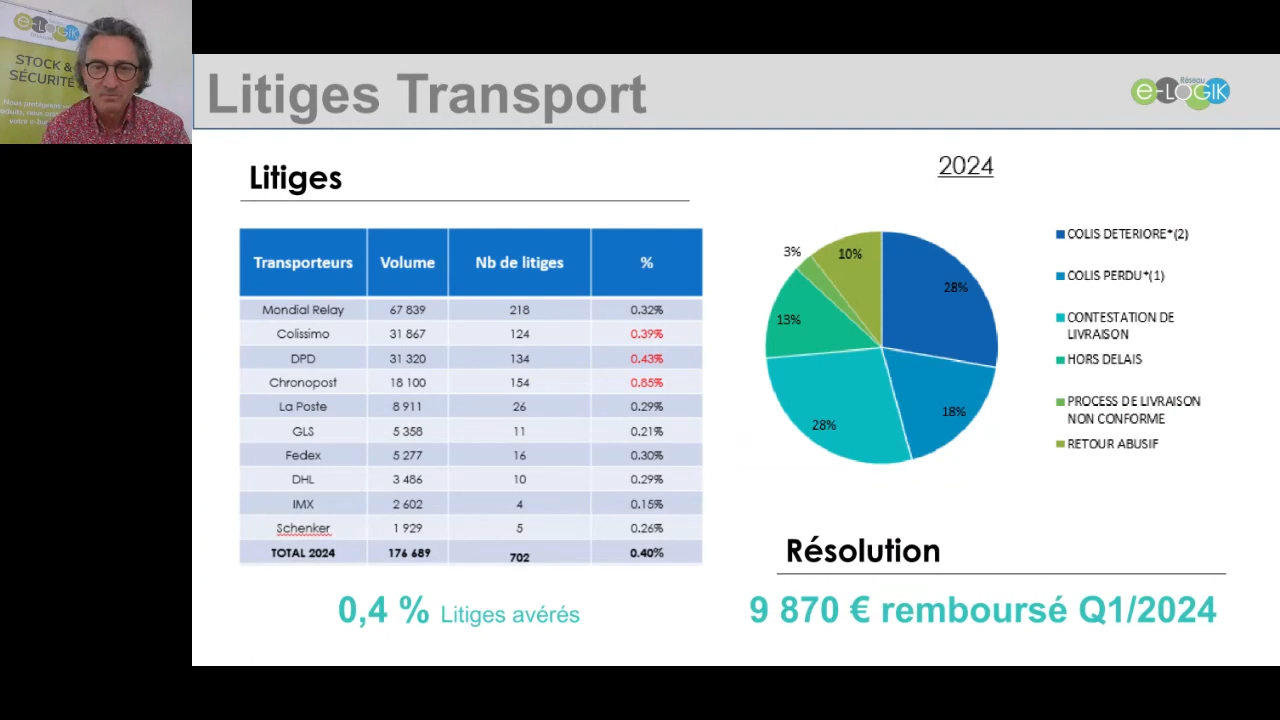 e-LOGIK
STOCK &
SÉCURITÉ
Litiges Transport
Réseau
e-LOGIK
Litiges
2024
Transporteurs Volume Nb de litiges %
Mondial Relay 67 839 218 0.32%
Colissimo 31 867 124 0.39%
DPD 31 320 134 0.43%
Chronopost 18 100 154 0.85%
La Poste 8 911 26 0.29%
GLS 5 358 11 0.21%
Fedex 5 277 16 0.30%
DHL 3 486 10 0.29%
IMX 2 602 4 0.15%
Schenker 1 929 5 0.26%
TOTAL 2024 176 689 702 0.40%
0,4 % Litiges avérés
3%
10%
28%
13%
18%
28%
COLIS DETERIORE*(2)
COLIS PERDU*(1)
CONTESTATION DE
LIVRAISON
HORS DELAIS
PROCESS DE LIVRAISON
NON CONFORME
RETOUR ABUSIF
Résolution
9 870 € remboursé Q1/2024